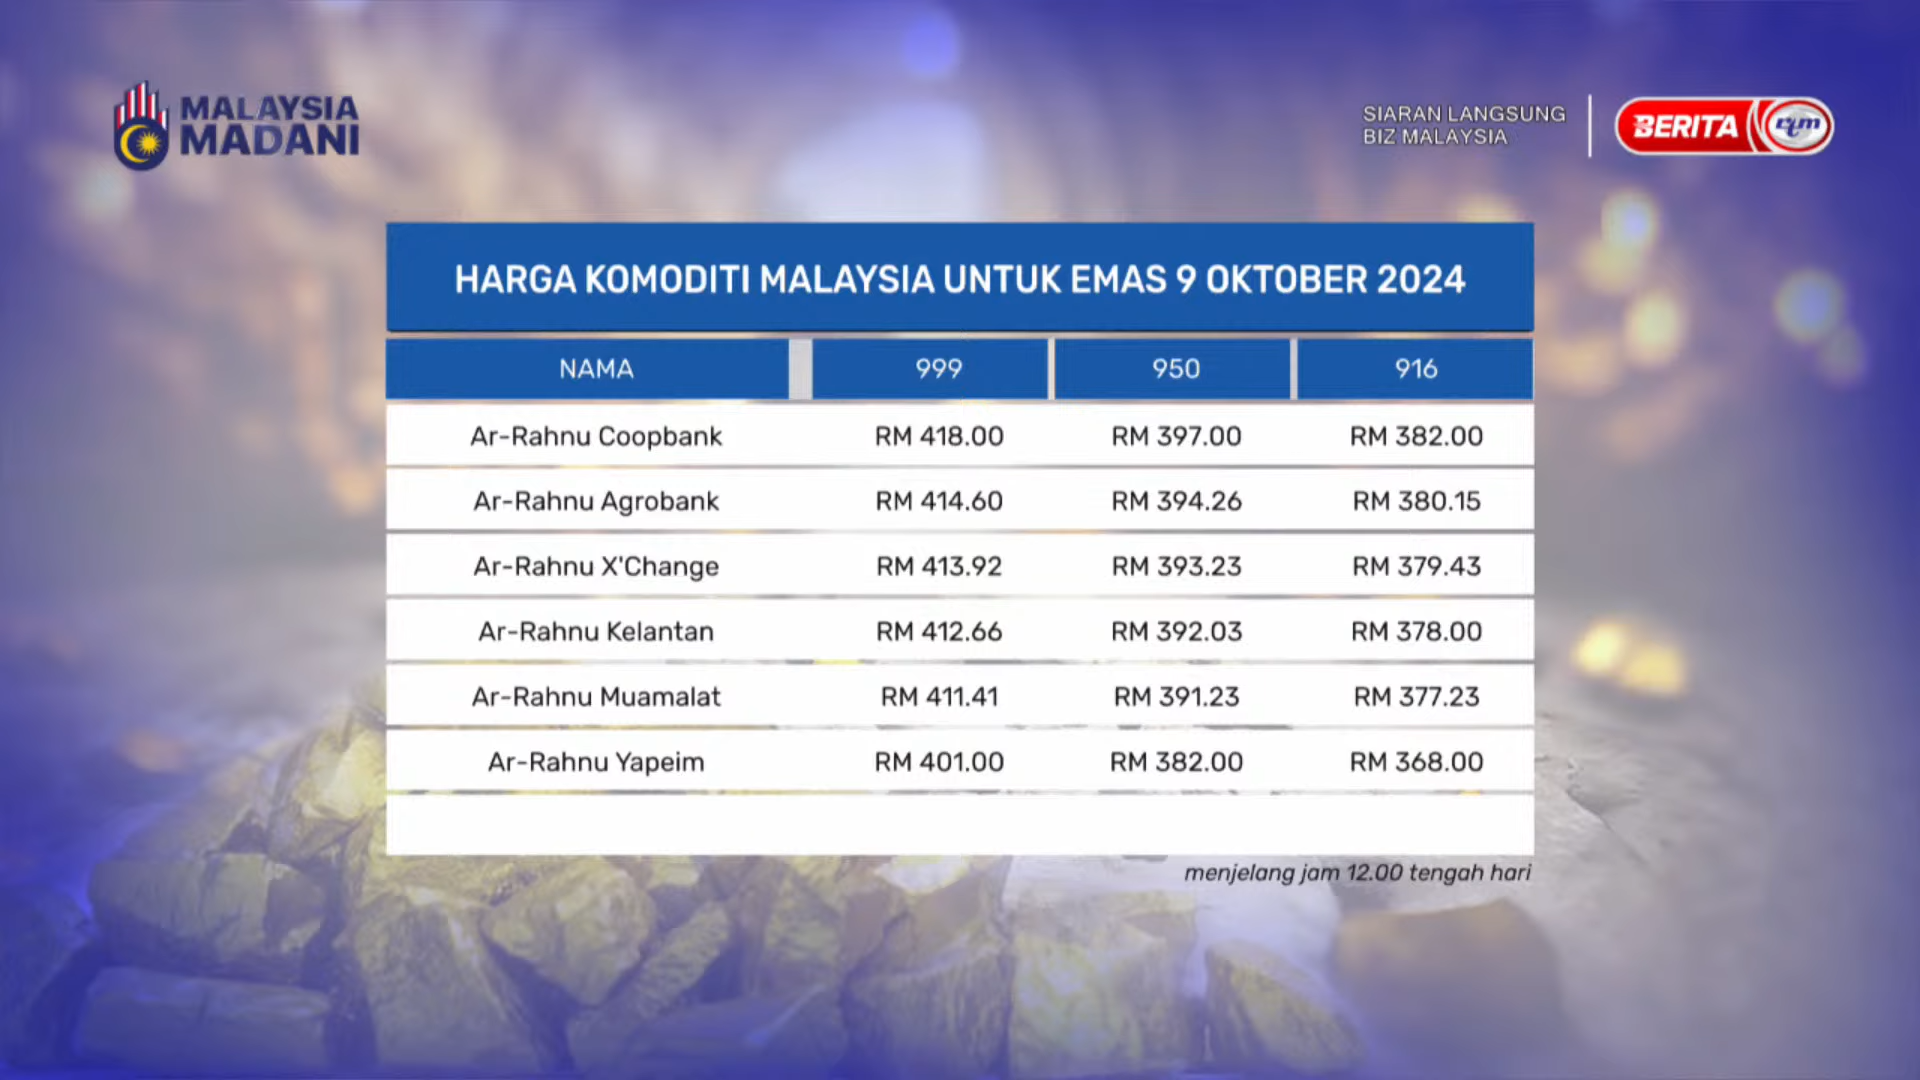 MALAYSIA
MADANI
SIARAN LANGSUNG
BIZ MALAYSIA
BERITA rtm
HARGA KOMODITI MALAYSIA UNTUK EMAS 9 OKTOBER 2024
NAMA 999 950 916
Ar-Rahnu Coopbank RM 418.00 RM 397.00 RM 382.00
Ar-Rahnu Agrobank RM 414.60 RM 394.26 RM 380.15
Ar-Rahnu X'Change RM 413.92 RM 393.23 RM 379.43
Ar-Rahnu Kelantan RM 412.66 RM 392.03 RM 378.00
Ar-Rahnu Muamalat RM 411.41 RM 391.23 RM 377.23
Ar-Rahnu Yapeim RM 401.00 RM 382.00 RM 368.00
menjelang jam 12.00 tengah hari